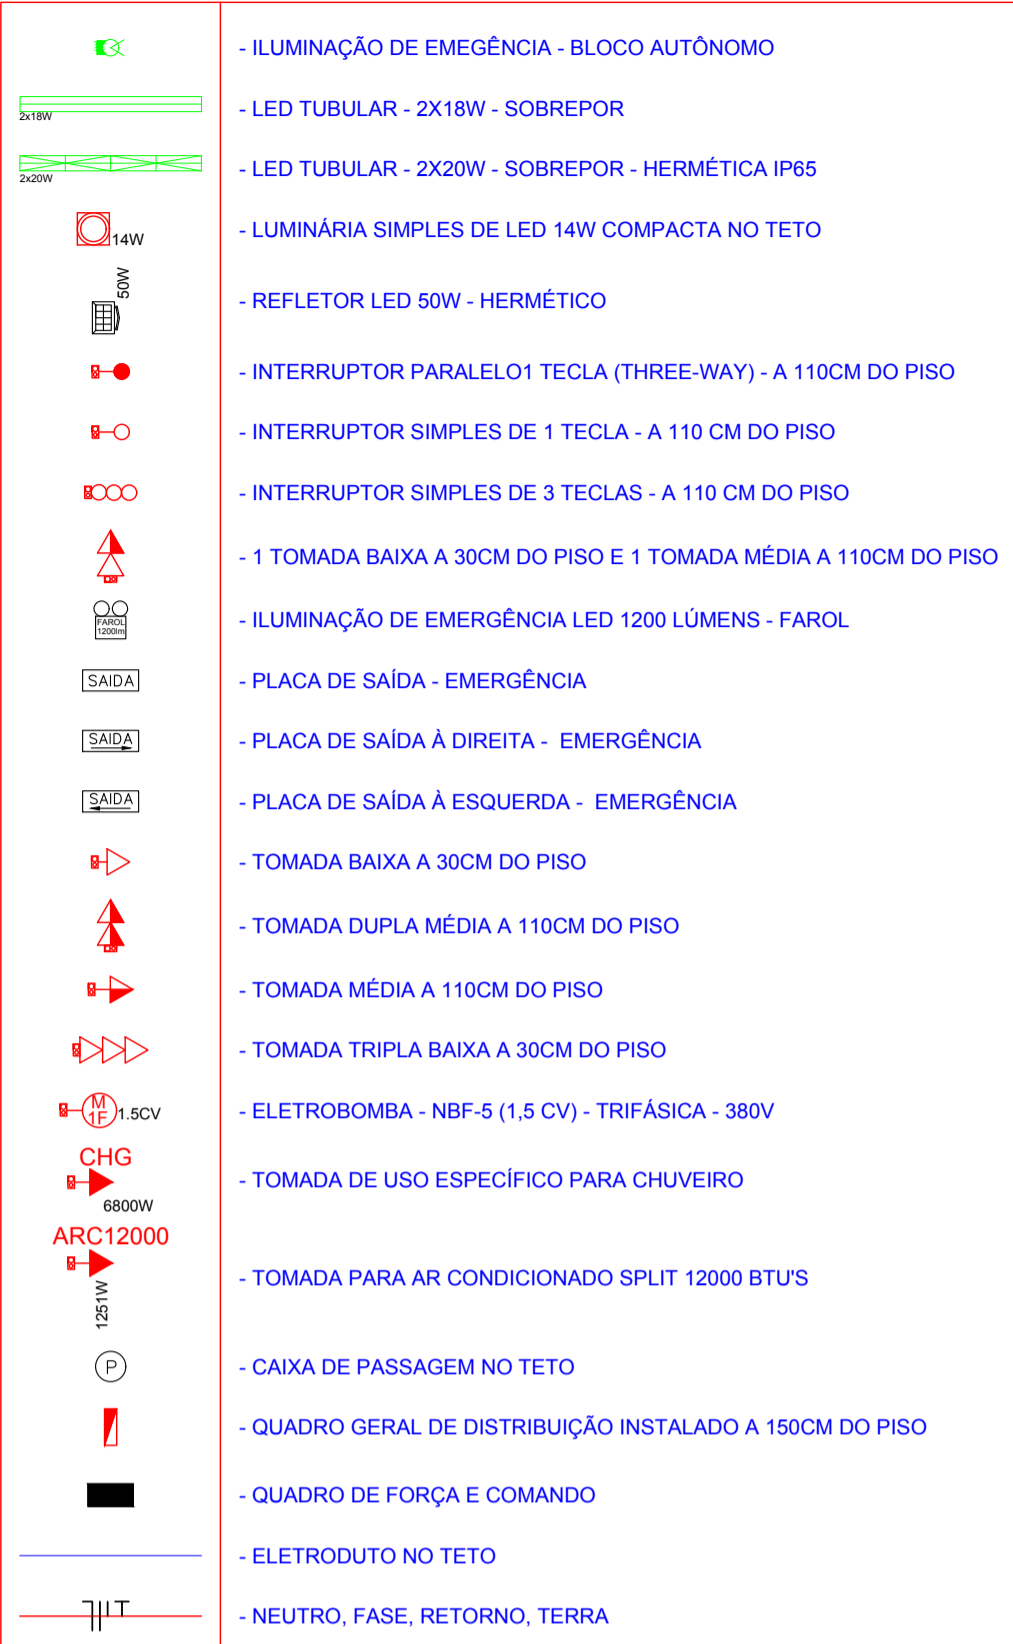 - ILUMINAÇÃO DE EMEGÊNCIA - BLOCO AUTÔNOMO
2x18W
- LED TUBULAR - 2X18W - SOBREPOR
2x20W
- LED TUBULAR - 2X20W - SOBREPOR - HERMÉTICA IP65
14W
- LUMINÁRIA SIMPLES DE LED 14W COMPACTA NO TETO
50W
- REFLETOR LED 50W - HERMÉTICO
- INTERRUPTOR PARALELO1 TECLA (THREE-WAY) - A 110CM DO PISO
- INTERRUPTOR SIMPLES DE 1 TECLA - A 110 CM DO PISO
- INTERRUPTOR SIMPLES DE 3 TECLAS - A 110 CM DO PISO
- 1 TOMADA BAIXA A 30CM DO PISO E 1 TOMADA MÉDIA A 110CM DO PISO
FAROL
1200lm
- ILUMINAÇÃO DE EMERGÊNCIA LED 1200 LÚMENS - FAROL
SAIDA
- PLACA DE SAÍDA - EMERGÊNCIA
SAIDA
- PLACA DE SAÍDA À DIREITA - EMERGÊNCIA
SAIDA
- PLACA DE SAÍDA À ESQUERDA - EMERGÊNCIA
- TOMADA BAIXA A 30CM DO PISO
- TOMADA DUPLA MÉDIA A 110CM DO PISO
- TOMADA MÉDIA A 110CM DO PISO
- TOMADA TRIPLA BAIXA A 30CM DO PISO
M
1F
1.5CV
- ELETROBOMBA - NBF-5 (1,5 CV) - TRIFÁSICA - 380V
CHG
6800W
- TOMADA DE USO ESPECÍFICO PARA CHUVEIRO
ARC12000
1251W
- TOMADA PARA AR CONDICIONADO SPLIT 12000 BTU'S
P
- CAIXA DE PASSAGEM NO TETO
- QUADRO GERAL DE DISTRIBUIÇÃO INSTALADO A 150CM DO PISO
- QUADRO DE FORÇA E COMANDO
- ELETRODUTO NO TETO
- NEUTRO, FASE, RETORNO, TERRA